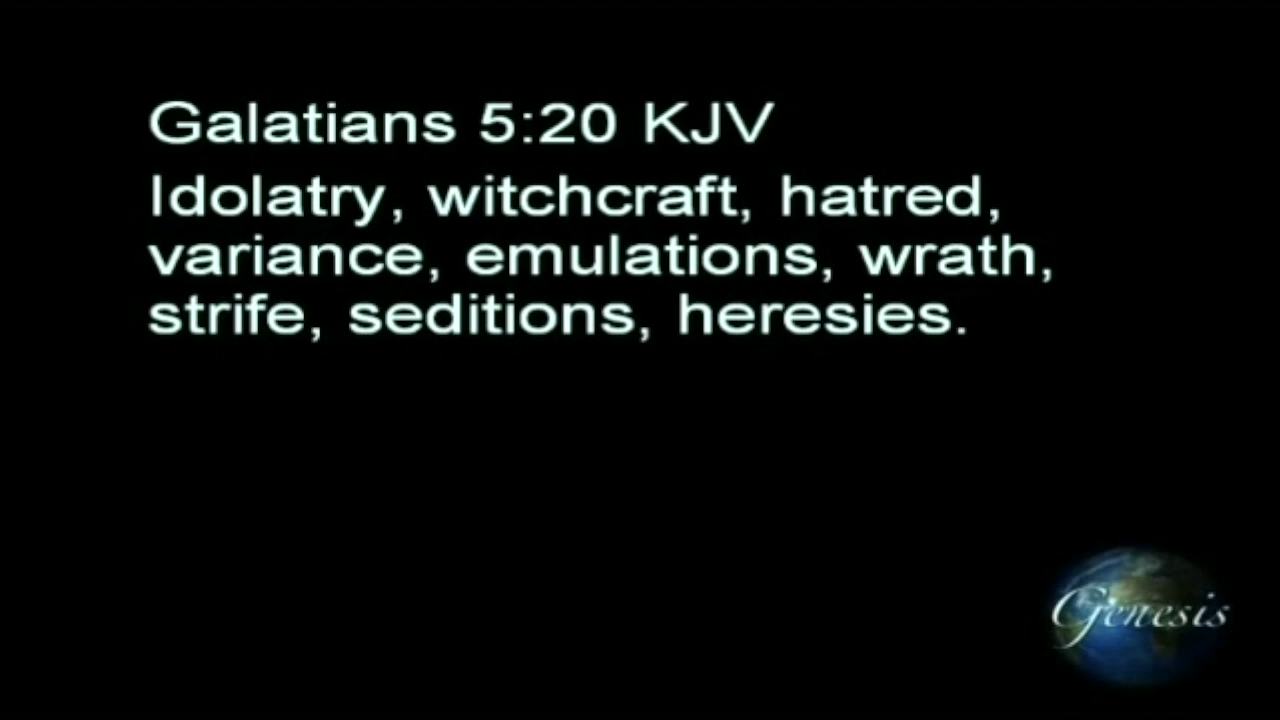 Galatians 5:20 KJV
Idolatry, witchcraft, hatred,
variance, emulations, wrath,
strife, seditions, heresies.
Genesis